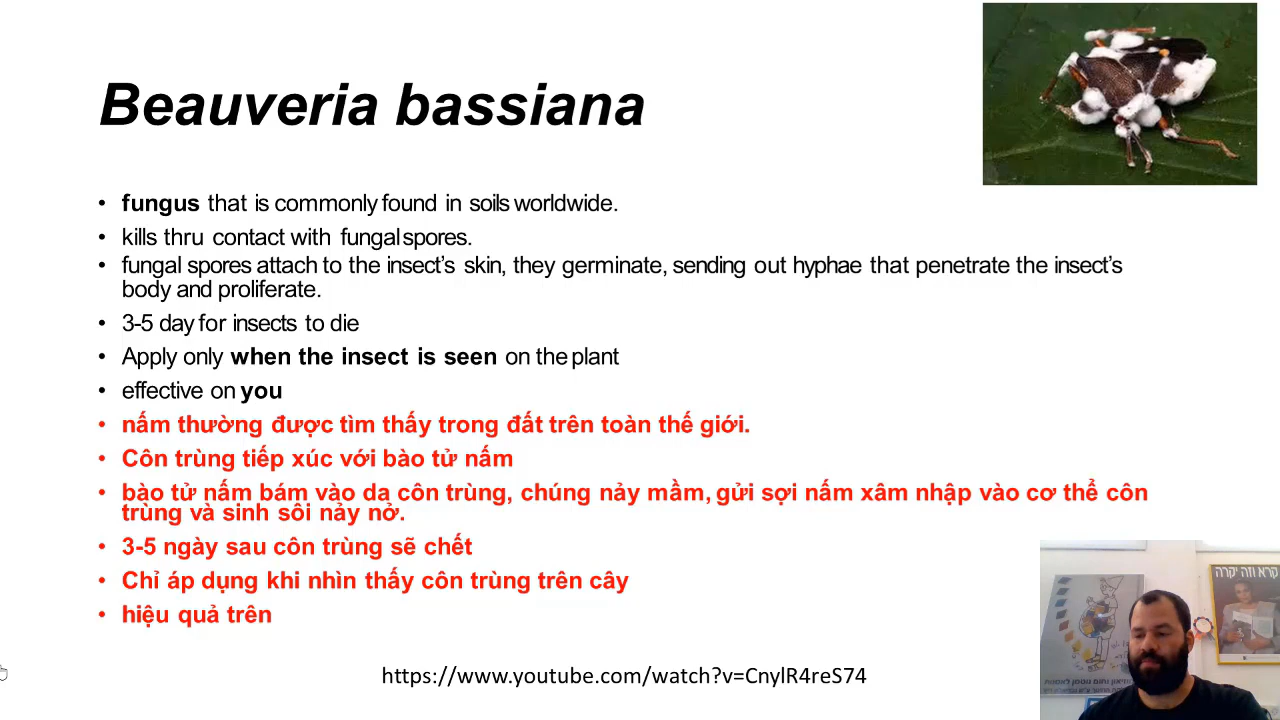 Beauveria bassiana
• fungus that is commonly found in soils worldwide.
• kills thru contact with fungal spores.
• fungal spores attach to the insect’s skin, they germinate, sending out hyphae that penetrate the insect’s
body and proliferate.
• 3-5 day for insects to die
• Apply only when the insect is seen on the plant
• effective on you
• nấm thường được tìm thấy trong đất trên toàn thế giới.
• Côn trùng tiếp xúc với bào tử nấm
• bào tử nấm bám vào da côn trùng, chúng nảy mầm, gửi sợi nấm xâm nhập vào cơ thể côn
trùng và sinh sôi nảy nở.
• 3-5 ngày sau côn trùng sẽ chết
• Chỉ áp dụng khi nhìn thấy côn trùng trên cây
• hiệu quả trên
קרא וזה יקרה
https://www.youtube.com/watch?v=CnylR4reS74